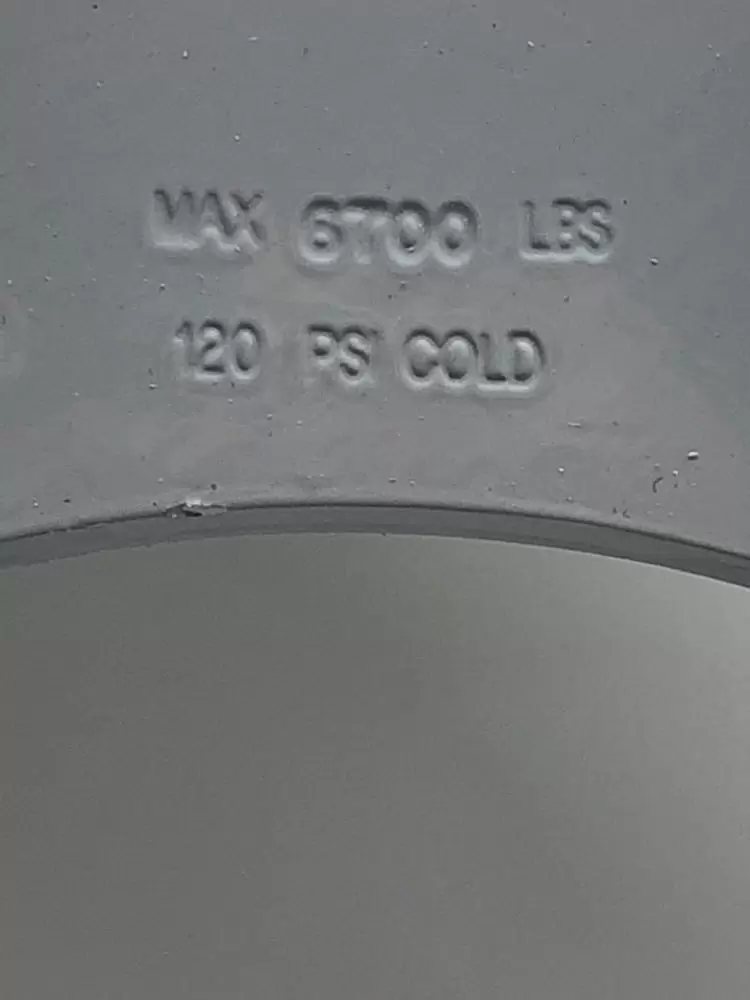 MAX 6700 LBS
120 PSI COLD